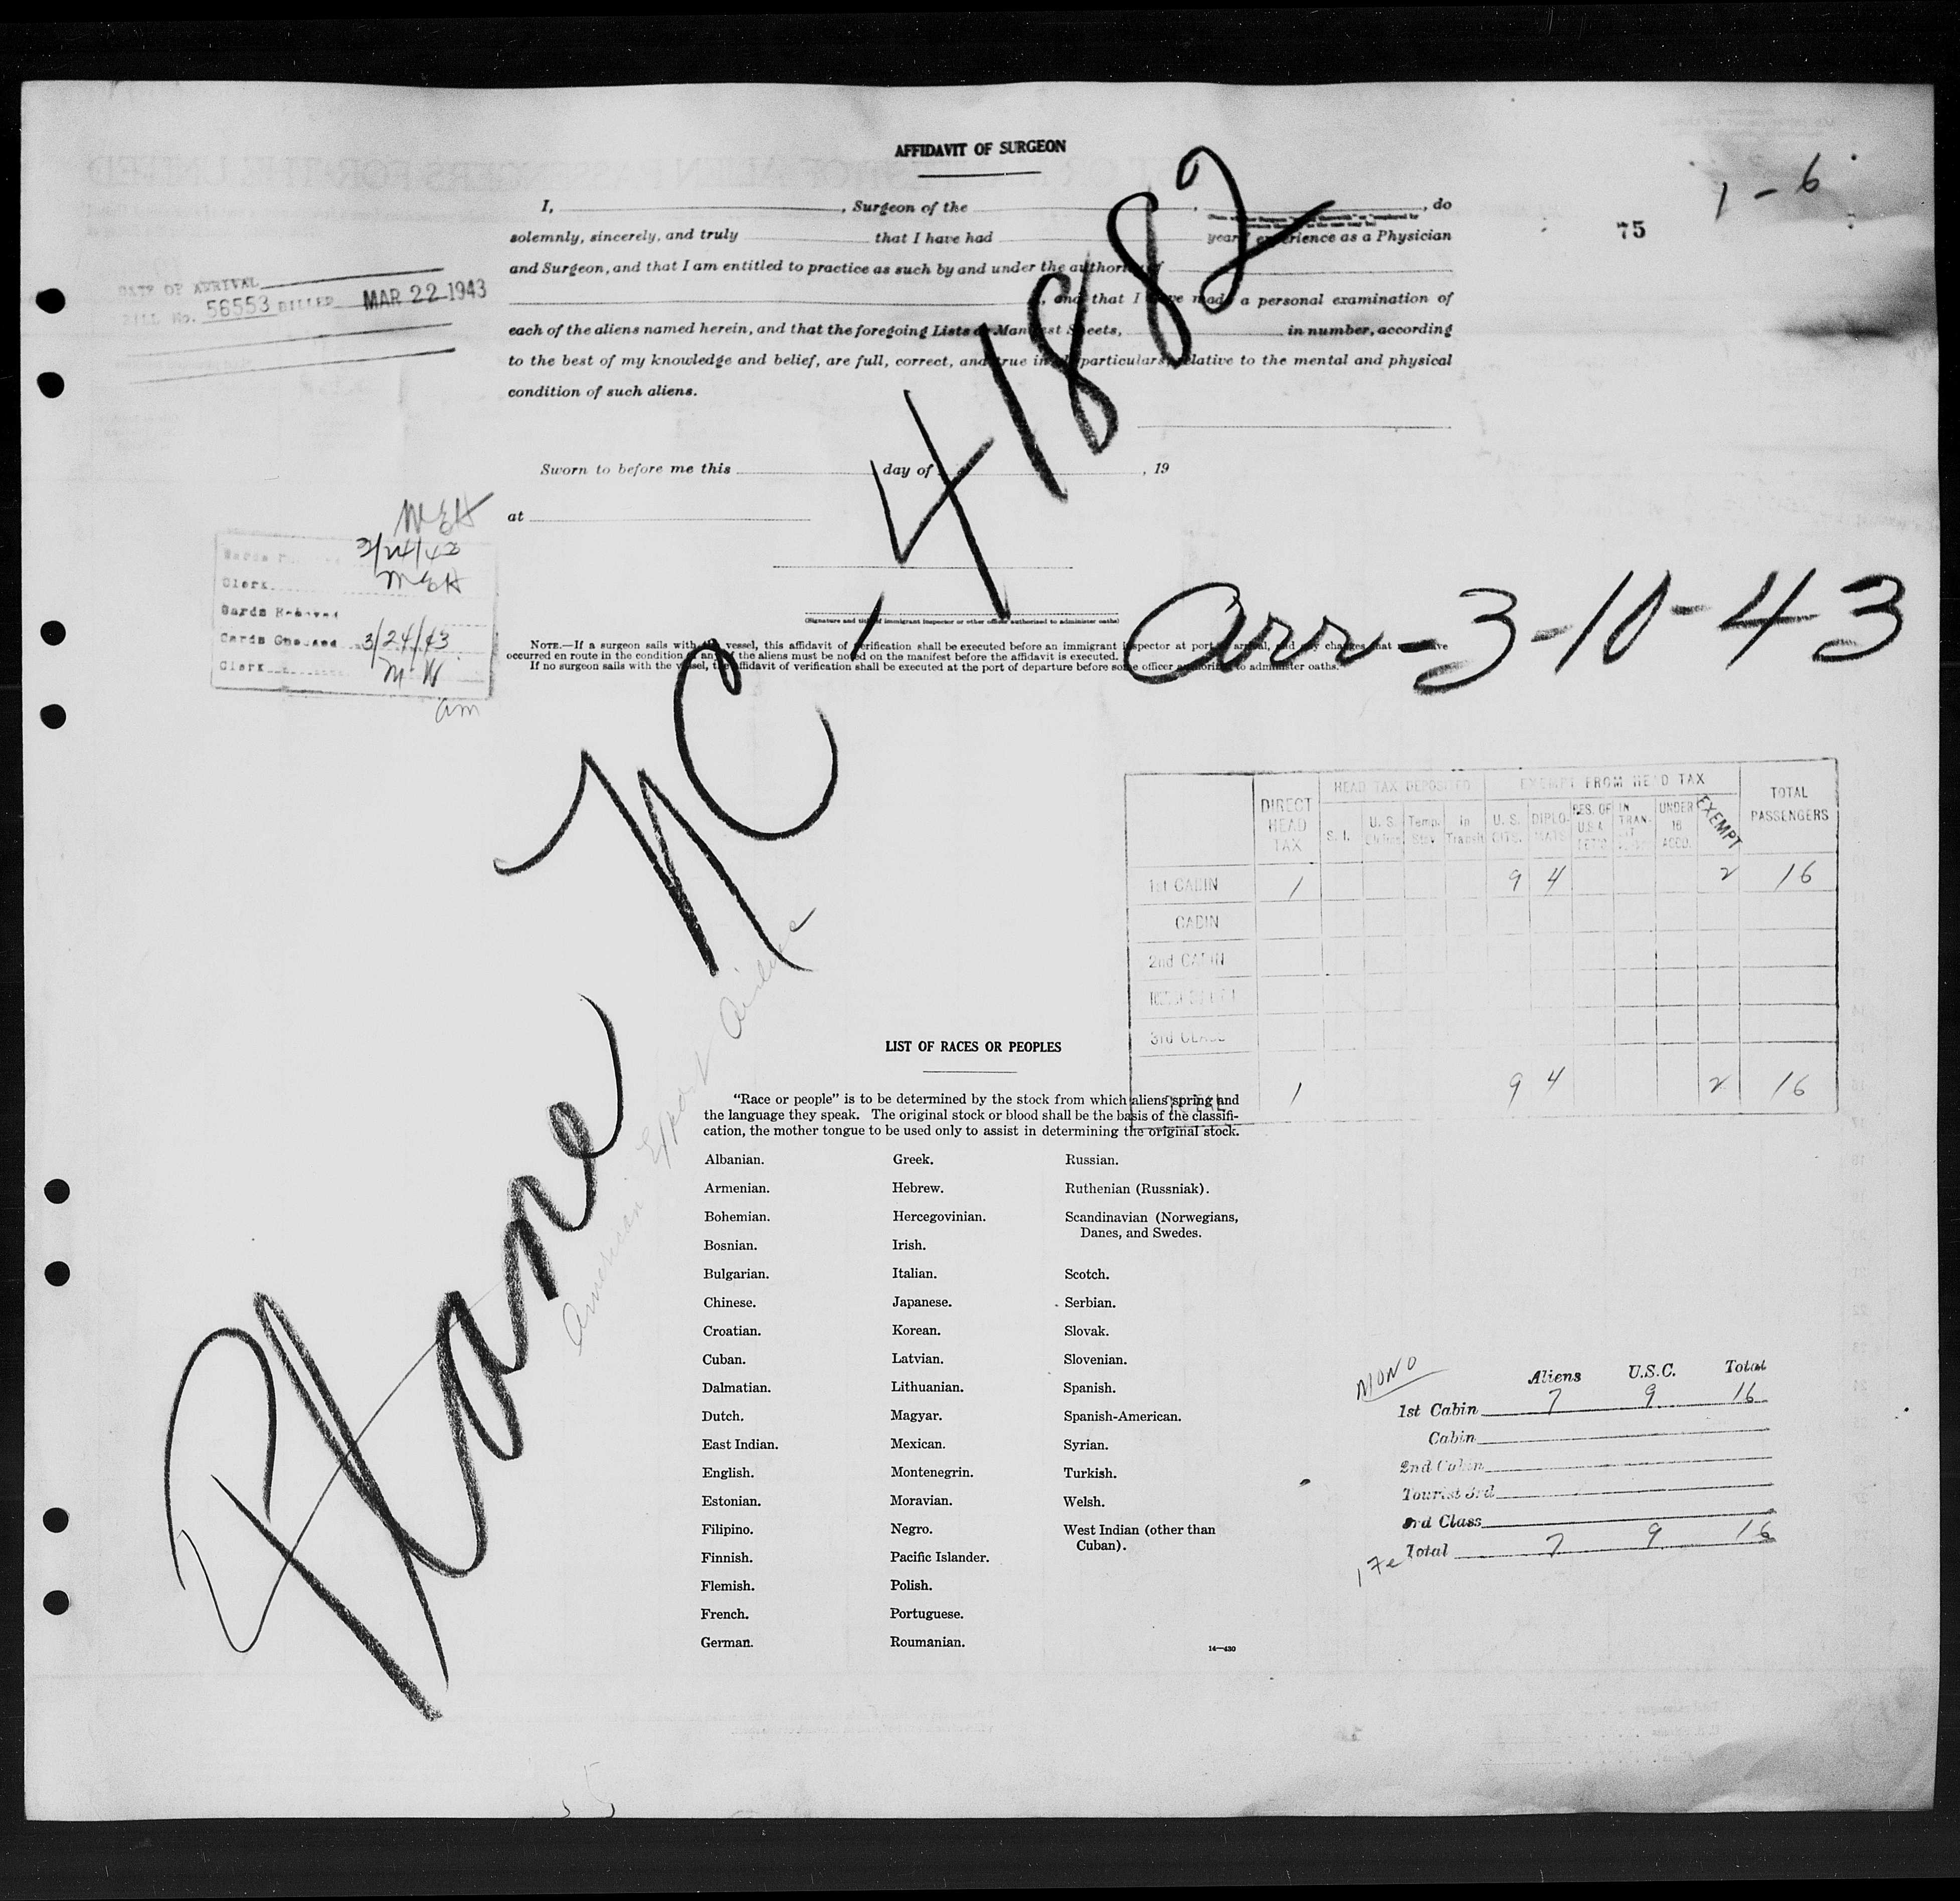 AFFIDAVIT OF SURGEON
1-6
75
I, , Surgeon of the , , do
solemnly, sincerely, and truly that I have had years' experience as a Physician
and Surgeon, and that I am entitled to practice as such by and under the authority of
, and that I have made a personal examination of
each of the aliens named herein, and that the foregoing Lists or Manifest Sheets, in number, according
to the best of my knowledge and belief, are full, correct, and true in all particulars, relative to the mental and physical
condition of such aliens.
Sworn to before me this day of , 19
at
(Signature and title of immigrant inspector or other officer authorized to administer oaths)
NOTE.—If a surgeon sails with the vessel, this affidavit of verification shall be executed before an immigrant inspector at port of arrival, and any changes that may have
occurred en route in the condition of any of the aliens must be noted on the manifest before the affidavit is executed.
If no surgeon sails with the vessel, the affidavit of verification shall be executed at the port of departure before some officer authorized to administer oaths.
DATE OF ARRIVAL
BILL No. 56553 BILLED MAR 22 1943
MEH
3/24/43
Clerk MEH
Cards
Cards 3/24/43
Clerk M W
am
Plane NC-41882
Arr-3-10-43
American Export Airlines
DIRECT HEAD TAX
HEAD TAX DEPOSITED
S. I. U. S. Temp. Stay In Transit
EXEMPT FROM HEAD TAX
U. S. CITS. DIPLOMATS RES. OF U.S.A. IN TRANSIT UNDER 16 ACCD. EXEMPT
TOTAL PASSENGERS
1st CABIN 1 9 4 2 16
CABIN
2nd CABIN
3rd CLASS
1 9 4 2 16
LIST OF RACES OR PEOPLES
"Race or people" is to be determined by the stock from which aliens spring and
the language they speak. The original stock or blood shall be the basis of the classifi-
cation, the mother tongue to be used only to assist in determining the original stock.
Albanian.
Armenian.
Bohemian.
Bosnian.
Bulgarian.
Chinese.
Croatian.
Cuban.
Dalmatian.
Dutch.
East Indian.
English.
Estonian.
Filipino.
Finnish.
Flemish.
French.
German.
Greek.
Hebrew.
Hercegovinian.
Irish.
Italian.
Japanese.
Korean.
Latvian.
Lithuanian.
Magyar.
Mexican.
Montenegrin.
Moravian.
Negro.
Pacific Islander.
Polish.
Portuguese.
Roumanian.
Russian.
Ruthenian (Russniak).
Scandinavian (Norwegians,
Danes, and Swedes.
Scotch.
Serbian.
Slovak.
Slovenian.
Spanish.
Spanish-American.
Syrian.
Turkish.
Welsh.
West Indian (other than
Cuban).
14—430
MONO
Aliens U.S.C. Total
1st Cabin 7 9 16
Cabin
2nd Cabin
Tourist 3rd
3rd Class
Total 7 9 16